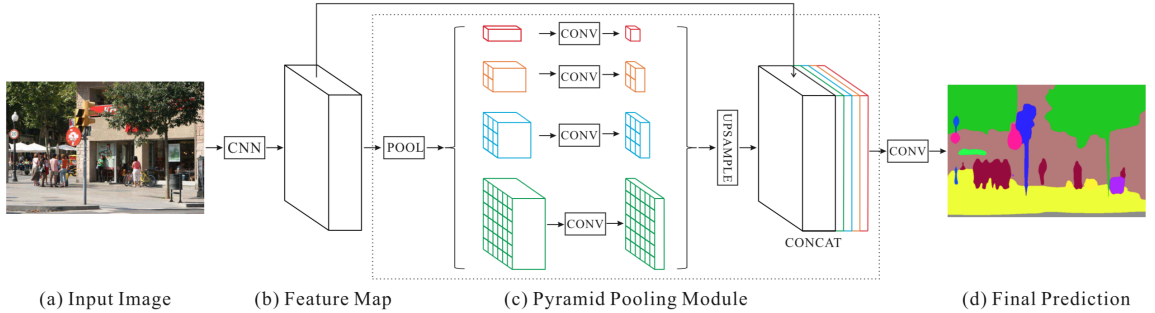 CNN
POOL
CONV
CONV
CONV
CONV
UPSAMPLE
CONCAT
CONV
(a) Input Image
(b) Feature Map
(c) Pyramid Pooling Module
(d) Final Prediction